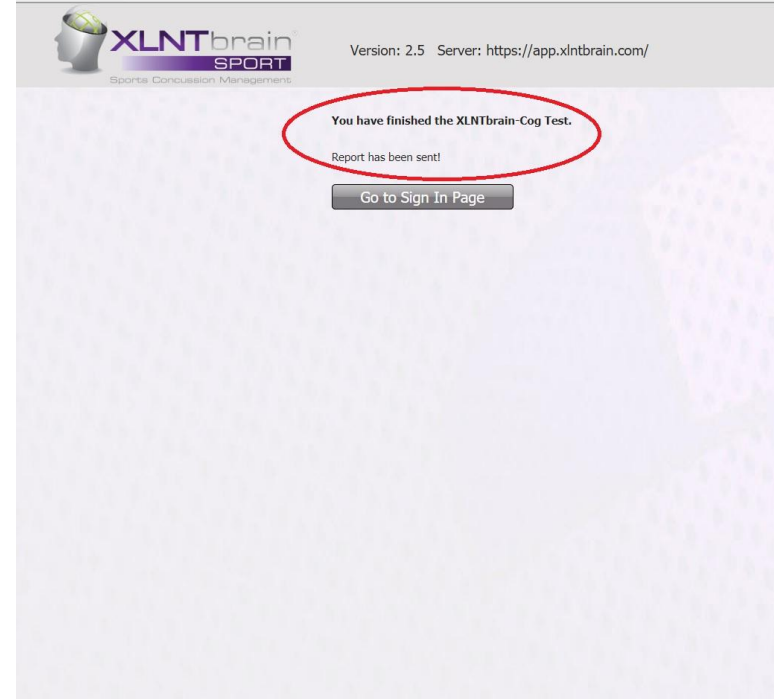 XLNTbrain
SPORT
Sports Concussion Management
Version: 2.5 Server: https://app.xlntbrain.com/
You have finished the XLNTbrain-Cog Test.
Report has been sent!
Go to Sign In Page